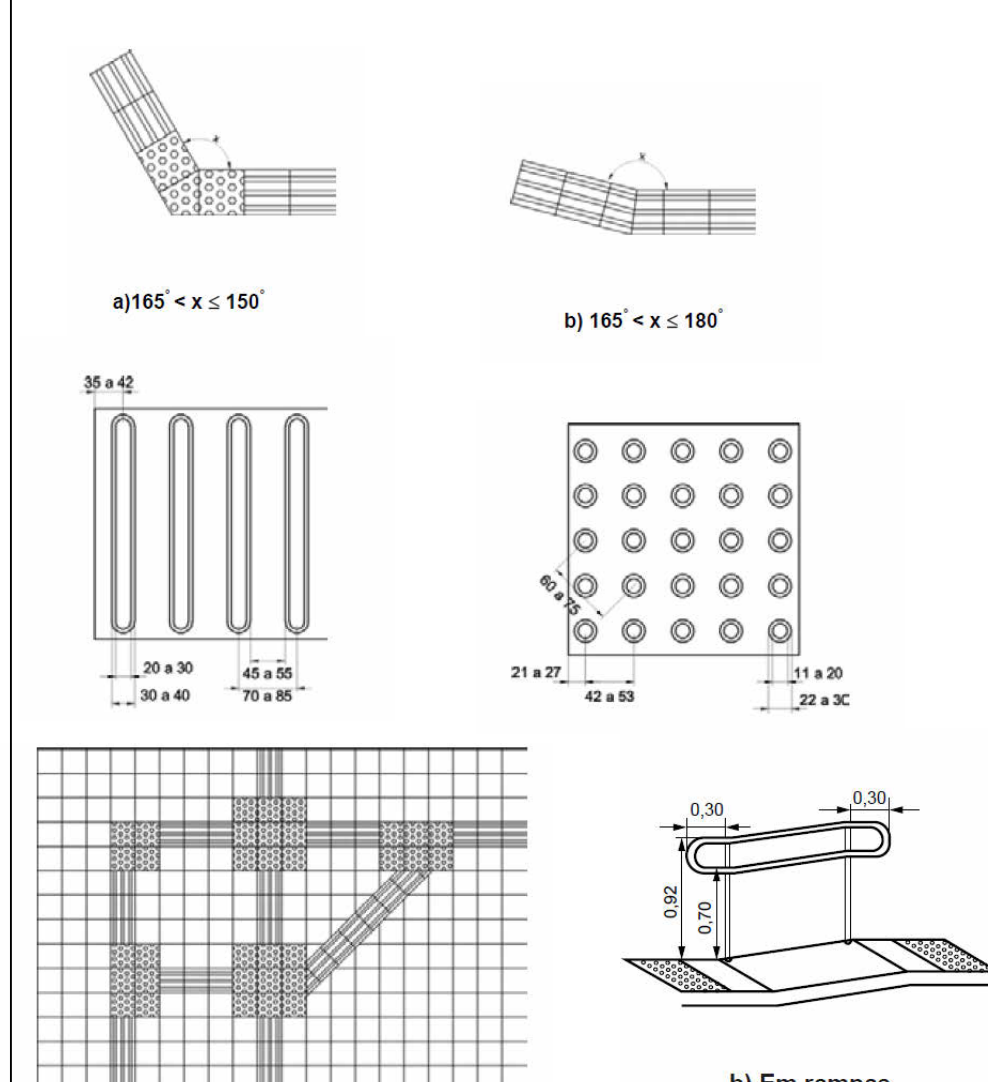 x
x
a)165° < x ≤ 150°
b) 165° < x ≤ 180°
35 a 42
20 a 30
45 a 55
30 a 40
70 a 85
60 a 75
21 a 27
11 a 20
42 a 53
22 a 30
0,30
0,30
0,92
0,70
b) Em rampas